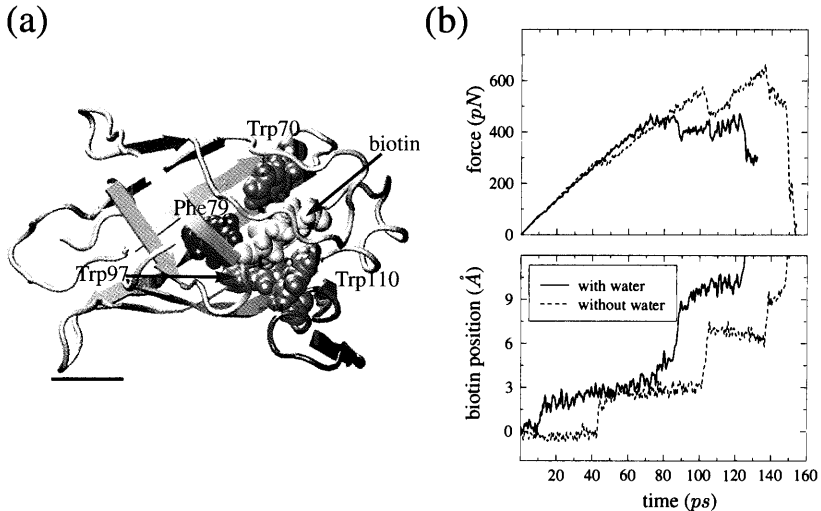 (a)
Trp70
biotin
Phe79
Trp97
Trp110
(b)
force (pN)
600
400
200
0
biotin position (Å)
9
6
3
0
with water
without water
20 40 60 80 100 120 140 160
time (ps)